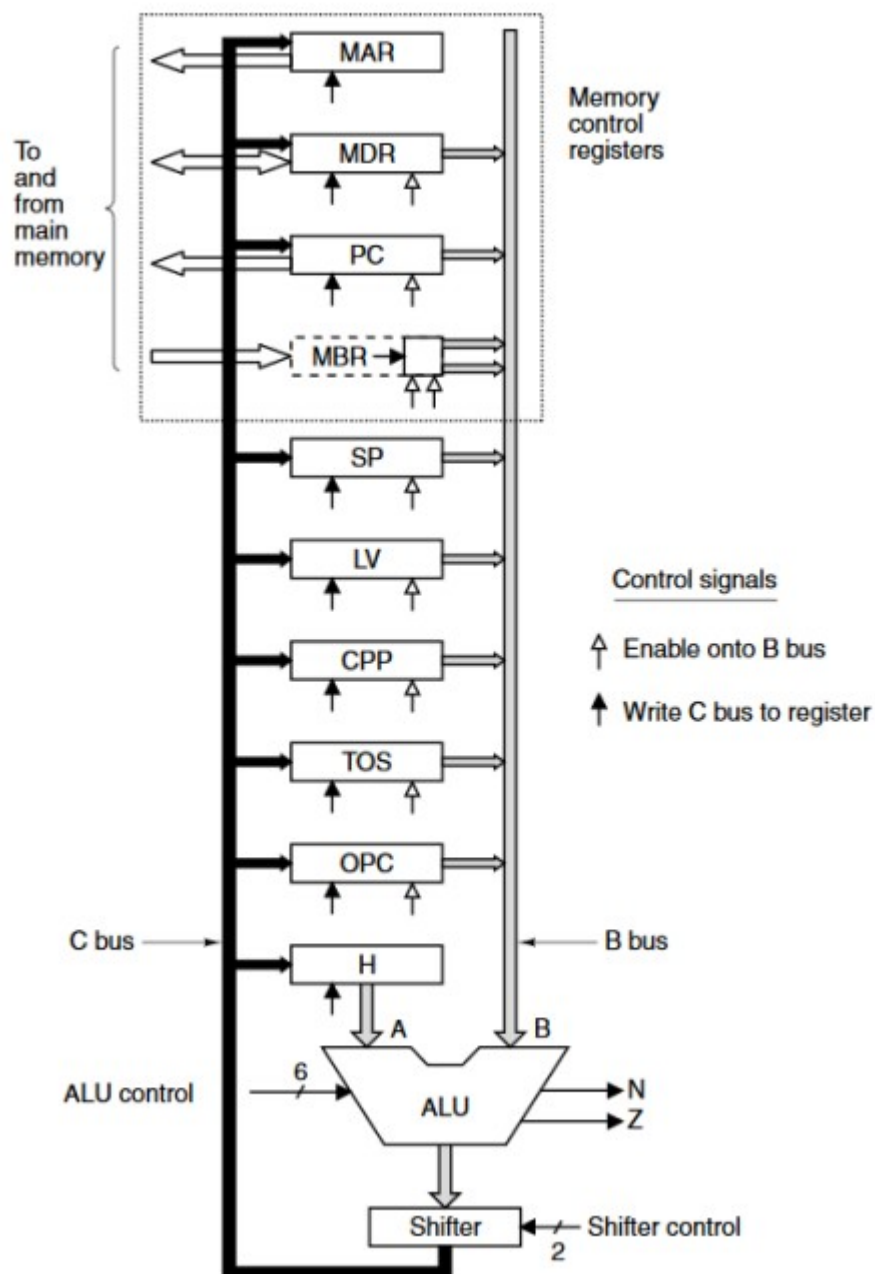 MAR
To
and
from
main
memory
Memory
control
registers
MDR
PC
MBR
SP
LV
Control signals
Enable onto B bus
CPP
Write C bus to register
TOS
OPC
C bus
B bus
H
A
B
6
ALU control
ALU
N
Z
Shifter
Shifter control
2